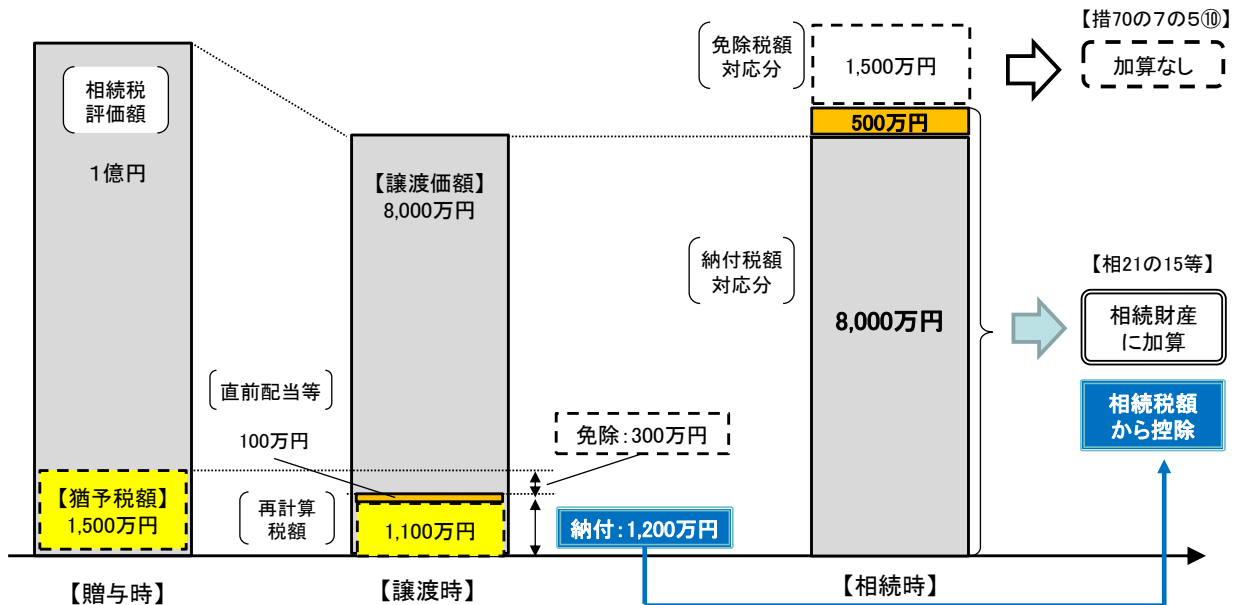 【措70の7の5⑩】
免除税額
対応分
1,500万円
加算なし
相続税
評価額
1億円
500万円
【譲渡価額】
8,000万円
納付税額
対応分
8,000万円
【相21の15等】
相続財産
に加算
相続税額
から控除
直前配当等
100万円
免除:300万円
【猶予税額】
1,500万円
再計算
税額
1,100万円
納付:1,200万円
【贈与時】
【譲渡時】
【相続時】